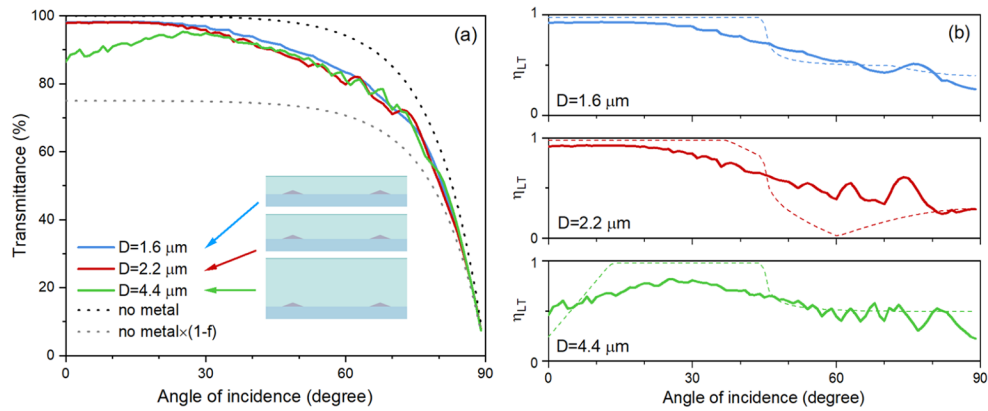 (a)
100
80
60
40
20
0
Transmittance (%)
D=1.6 μm
D=2.2 μm
D=4.4 μm
no metal
no metal×(1-f)
0
30
60
90
Angle of incidence (degree)
(b)
1
ηLT
0
D=1.6 μm
1
ηLT
0
D=2.2 μm
1
ηLT
0
D=4.4 μm
0
30
60
90
Angle of incidence (degree)